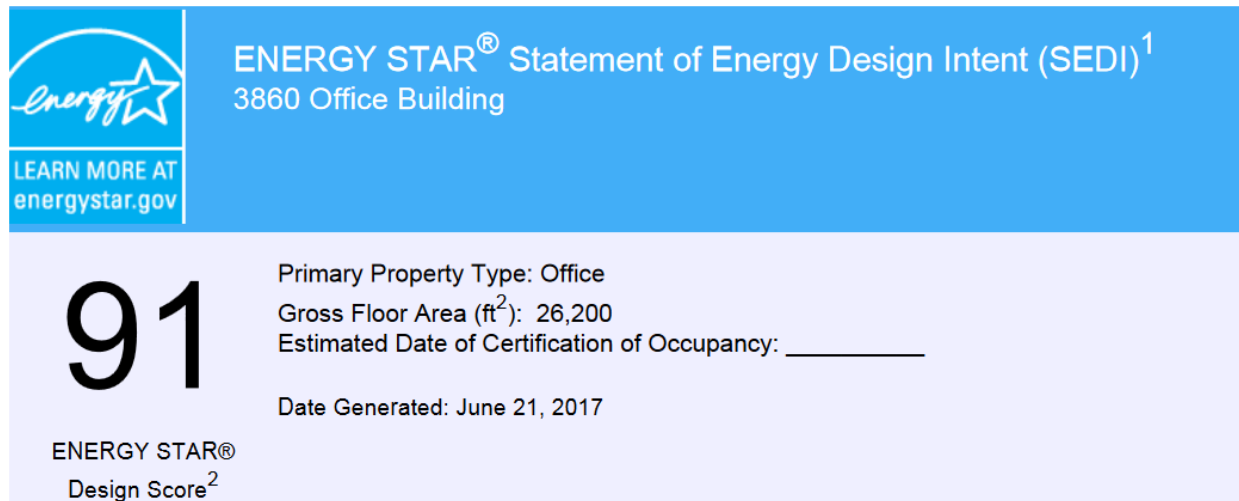 energy
LEARN MORE AT
energystar.gov
ENERGY STAR® Statement of Energy Design Intent (SEDI)1
3860 Office Building
91
ENERGY STAR®
Design Score2
Primary Property Type: Office
Gross Floor Area (ft2): 26,200
Estimated Date of Certification of Occupancy: __________
Date Generated: June 21, 2017